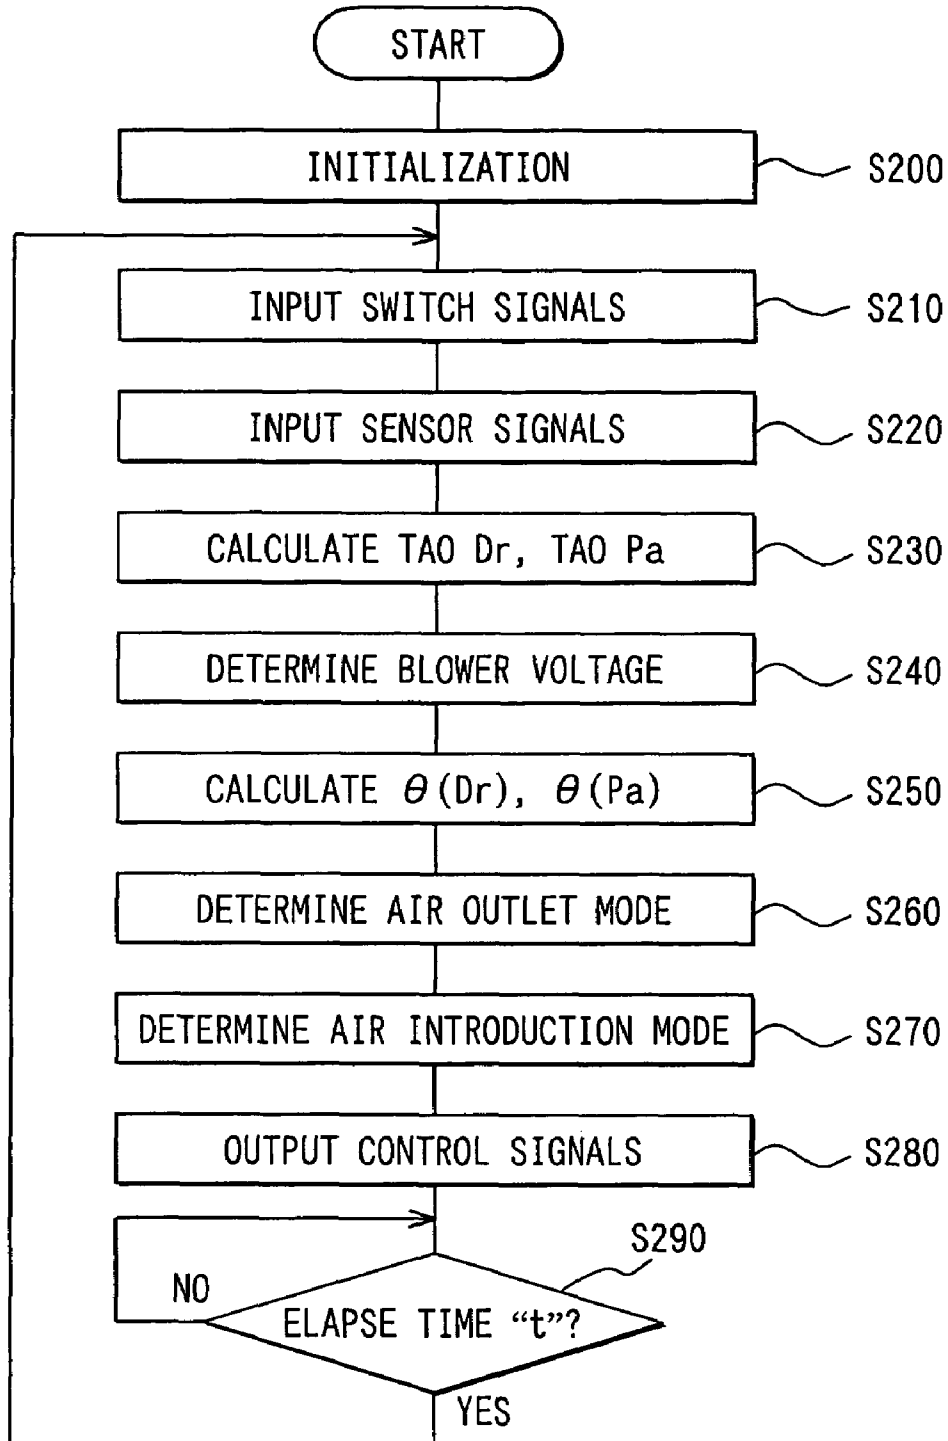 START
INITIALIZATION S200
INPUT SWITCH SIGNALS S210
INPUT SENSOR SIGNALS S220
CALCULATE TAO Dr, TAO Pa S230
DETERMINE BLOWER VOLTAGE S240
CALCULATE θ(Dr), θ(Pa) S250
DETERMINE AIR OUTLET MODE S260
DETERMINE AIR INTRODUCTION MODE S270
OUTPUT CONTROL SIGNALS S280
S290
NO
ELAPSE TIME “t”?
YES